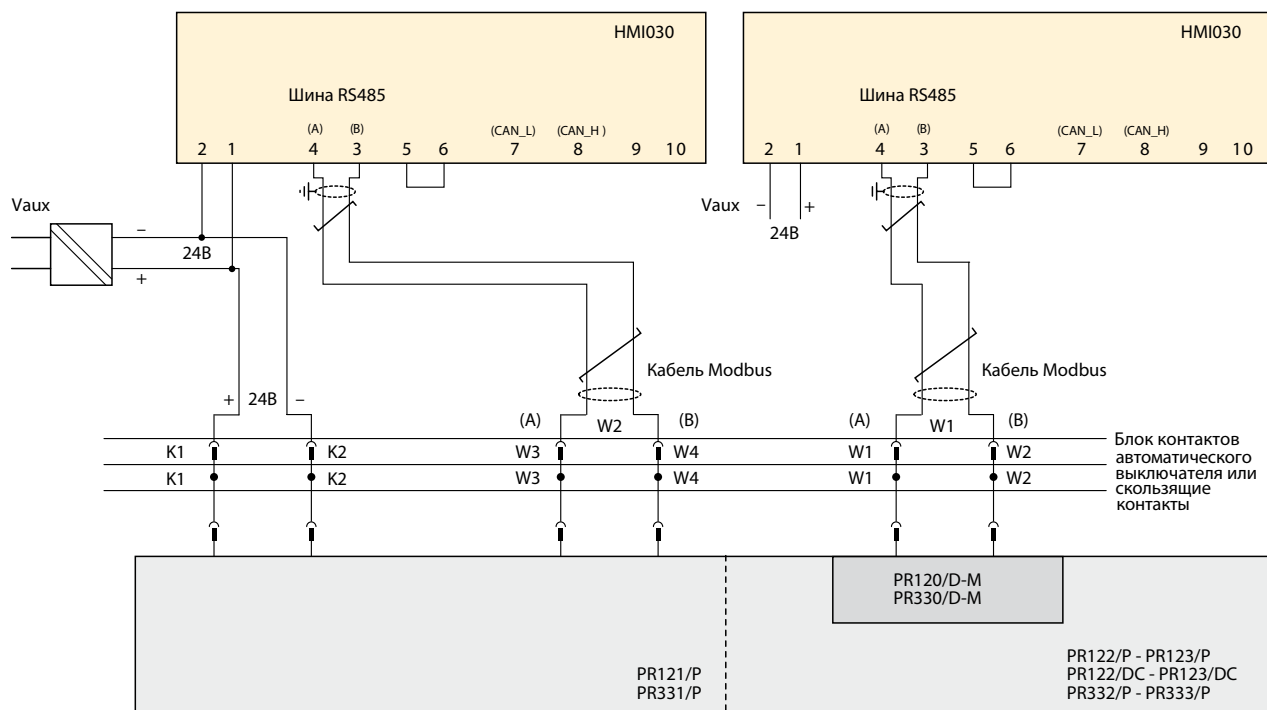 HMI030
HMI030
Шина RS485
Шина RS485
(A) (B) (CAN_L) (CAN_H )
2 1 4 3 5 6 7 8 9 10
(A) (B) (CAN_L) (CAN_H)
2 1 4 3 5 6 7 8 9 10
Vaux
–
24В
+
Vaux – +
24В
Кабель Modbus
Кабель Modbus
+ 24В –
(A) W2 (B)
(A) W1 (B)
K1 K2 W3 W4 W1 W2
K1 K2 W3 W4 W1 W2
Блок контактов
автоматического
выключателя или
скользящие
контакты
PR120/D-M
PR330/D-M
PR121/P
PR331/P
PR122/P - PR123/P
PR122/DC - PR123/DC
PR332/P - PR333/P